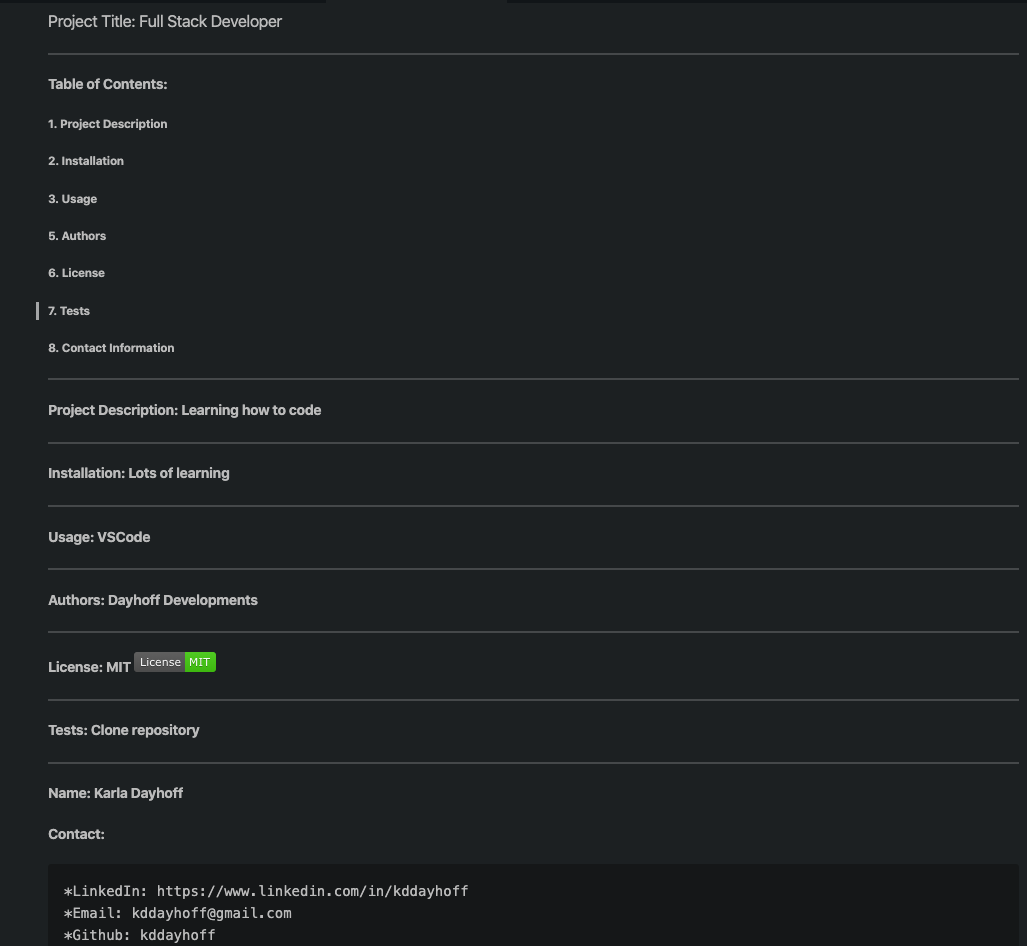 Project Title: Full Stack Developer
Table of Contents:
1. Project Description
2. Installation
3. Usage
5. Authors
6. License
7. Tests
8. Contact Information
Project Description: Learning how to code
Installation: Lots of learning
Usage: VSCode
Authors: Dayhoff Developments
License: MIT License MIT
Tests: Clone repository
Name: Karla Dayhoff
Contact:
*LinkedIn: https://www.linkedin.com/in/kddayhoff
*Email: kddayhoff@gmail.com
*Github: kddayhoff